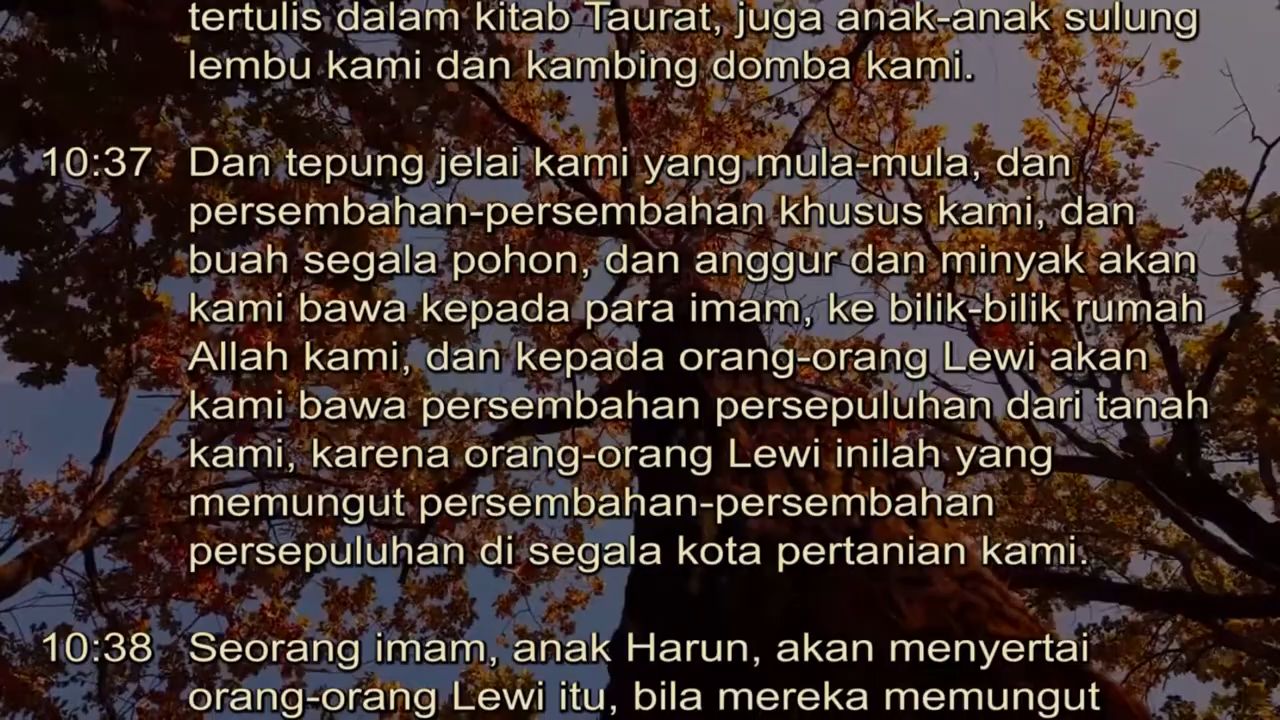 tertulis dalam kitab Taurat, juga anak-anak sulung
lembu kami dan kambing domba kami.
10:37 Dan tepung jelai kami yang mula-mula, dan
persembahan-persembahan khusus kami, dan
buah segala pohon, dan anggur dan minyak akan
kami bawa kepada para imam, ke bilik-bilik rumah
Allah kami, dan kepada orang-orang Lewi akan
kami bawa persembahan persepuluhan dari tanah
kami, karena orang-orang Lewi inilah yang
memungut persembahan-persembahan
persepuluhan di segala kota pertanian kami.
10:38 Seorang imam, anak Harun, akan menyertai
orang-orang Lewi itu, bila mereka memungut